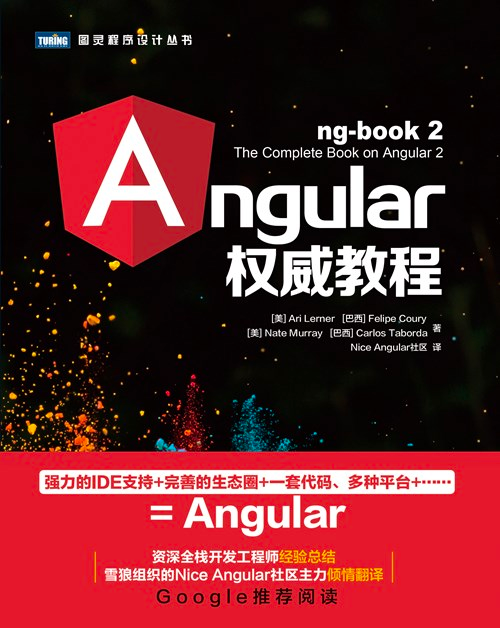 TURING 图灵程序设计丛书
ng-book 2
The Complete Book on Angular 2
Angular
权威教程
[美] Ari Lerner [巴西] Felipe Coury
[美] Nate Murray [巴西] Carlos Taborda 著
Nice Angular社区 译
强力的IDE支持+完善的生态圈+一套代码、多种平台+……
= Angular
资深全栈开发工程师经验总结
雪狼组织的Nice Angular社区主力倾情翻译
Google推荐阅读